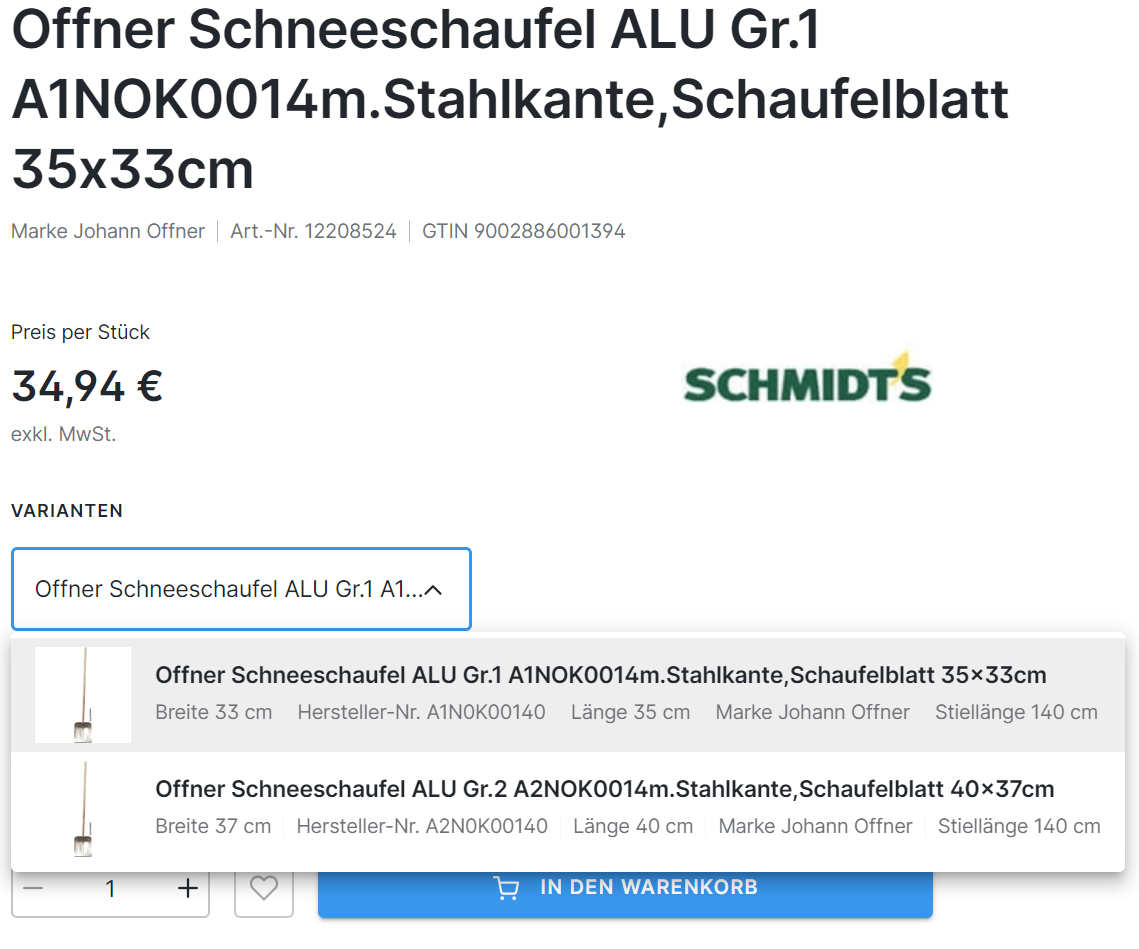 Offner Schneeschaufel ALU Gr.1
A1NOK0014m.Stahlkante,Schaufelblatt
35x33cm
Marke Johann Offner | Art.-Nr. 12208524 | GTIN 9002886001394
Preis per Stück
34,94 €
SCHMIDT'S
exkl. MwSt.
VARIANTEN
Offner Schneeschaufel ALU Gr.1 A1...
Offner Schneeschaufel ALU Gr.1 A1NOK0014m.Stahlkante,Schaufelblatt 35x33cm
Breite 33 cm Hersteller-Nr. A1N0K00140 Länge 35 cm Marke Johann Offner Stiellänge 140 cm
Offner Schneeschaufel ALU Gr.2 A2NOK0014m.Stahlkante,Schaufelblatt 40x37cm
Breite 37 cm Hersteller-Nr. A2N0K00140 Länge 40 cm Marke Johann Offner Stiellänge 140 cm
− 1 + IN DEN WARENKORB